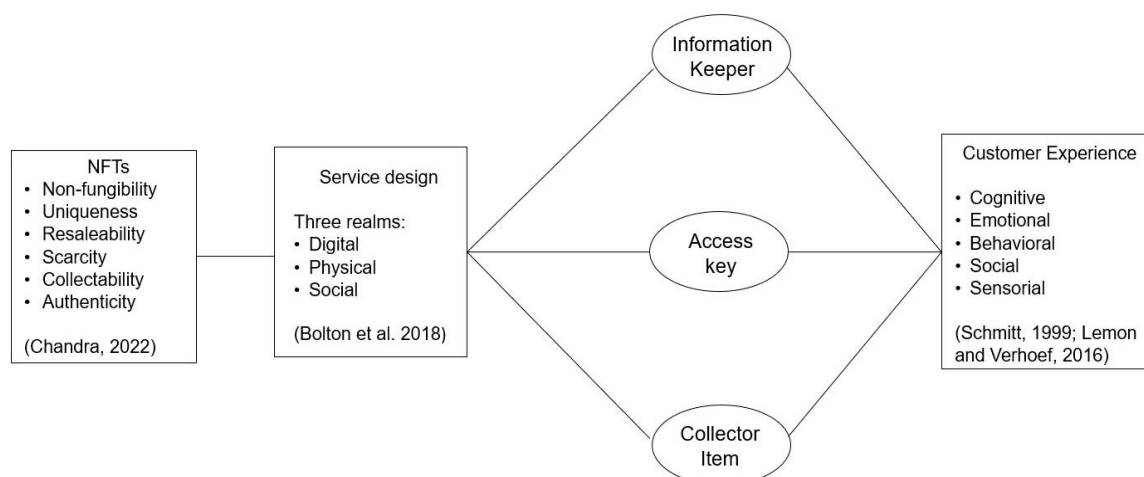 NFTs
• Non-fungibility
• Uniqueness
• Resaleability
• Scarcity
• Collectability
• Authenticity
(Chandra, 2022)
Service design
Three realms:
• Digital
• Physical
• Social
(Bolton et al. 2018)
Information
Keeper
Access
key
Collector
Item
Customer Experience
• Cognitive
• Emotional
• Behavioral
• Social
• Sensorial
(Schmitt, 1999; Lemon
and Verhoef, 2016)